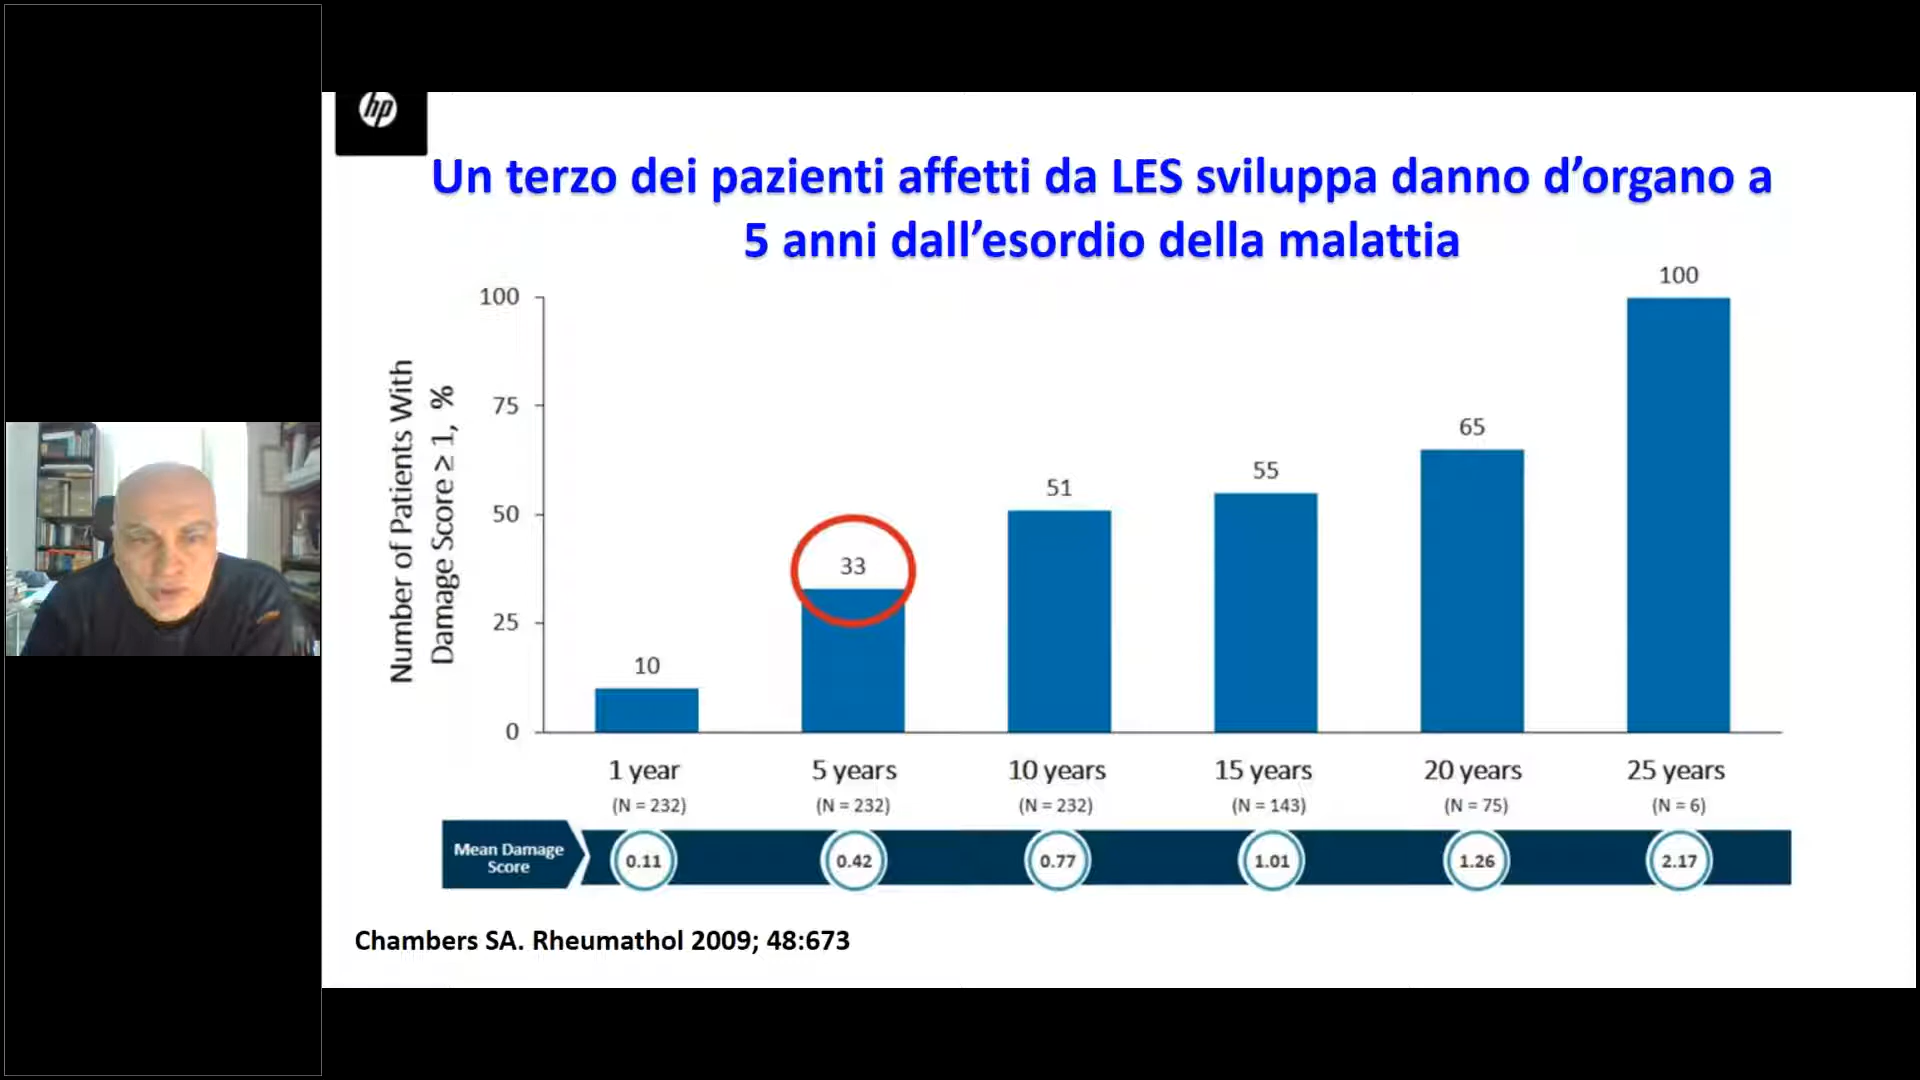 hp
Un terzo dei pazienti affetti da LES sviluppa danno d’organo a
5 anni dall’esordio della malattia
Number of Patients With
Damage Score ≥ 1, %
100
75
50
25
0
10
33
51
55
65
100
1 year
5 years
10 years
15 years
20 years
25 years
(N = 232)
(N = 232)
(N = 232)
(N = 143)
(N = 75)
(N = 6)
Mean Damage
Score
0.11
0.42
0.77
1.01
1.26
2.17
Chambers SA. Rheumathol 2009; 48:673